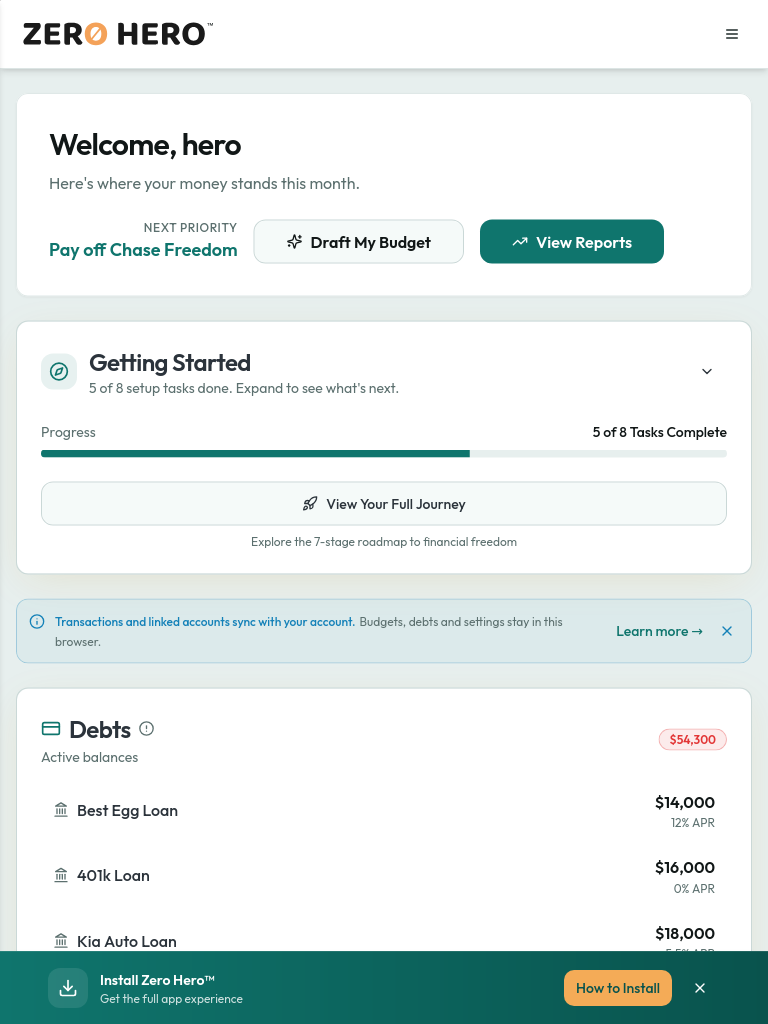 ZERO HERO™
Welcome, hero
Here's where your money stands this month.
NEXT PRIORITY
Pay off Chase Freedom
Draft My Budget
View Reports
Getting Started
5 of 8 setup tasks done. Expand to see what's next.
Progress
5 of 8 Tasks Complete
View Your Full Journey
Explore the 7-stage roadmap to financial freedom
Transactions and linked accounts sync with your account. Budgets, debts and settings stay in this
browser.
Learn more →
Debts
$54,300
Active balances
Best Egg Loan
$14,000
12% APR
401k Loan
$16,000
0% APR
Kia Auto Loan
$18,000
Install Zero Hero™
Get the full app experience
How to Install